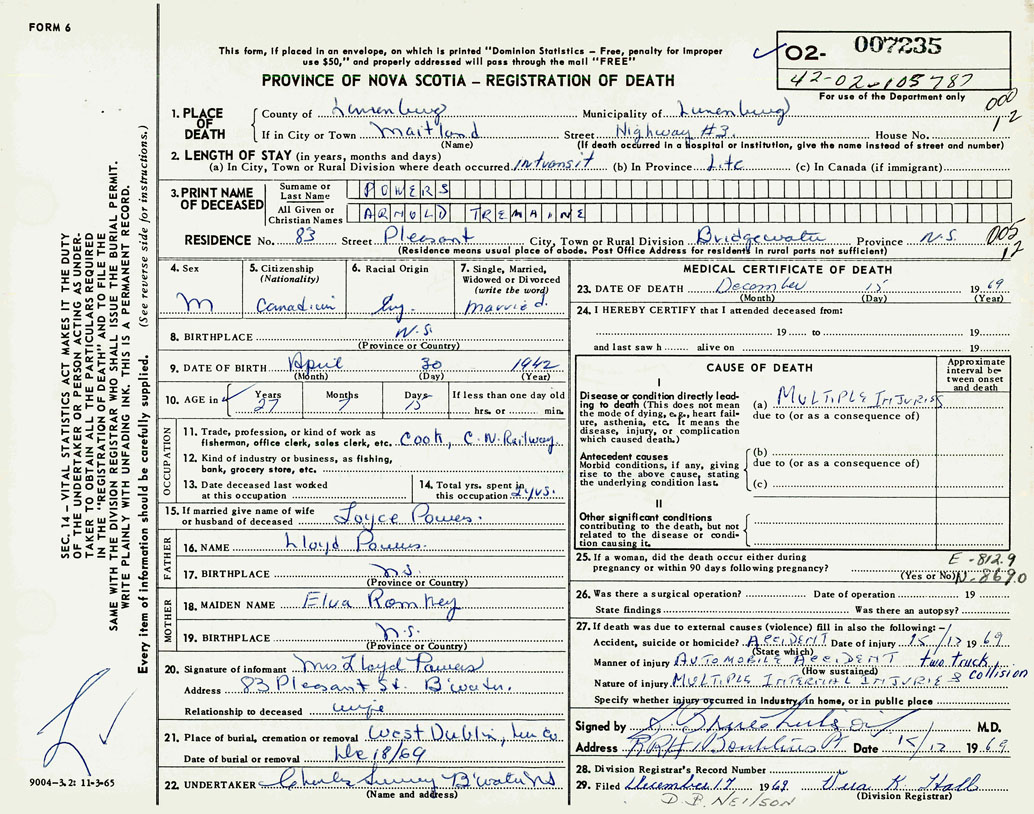 FORM 6
This form, if placed in an envelope, on which is printed "Dominion Statistics – Free, penalty for improper
use $50," and properly addressed will pass through the mail "FREE"
PROVINCE OF NOVA SCOTIA – REGISTRATION OF DEATH
O2- 007235
42-02-105787
For use of the Department only
000
12
1. PLACE OF DEATH
County of Lunenburg Municipality of Lunenburg
If in City or Town Maitland Street Highway #3. House No.
(Name) (If death occurred in a Hospital or Institution, give the name instead of street and number)
2. LENGTH OF STAY (in years, months and days)
(a) In City, Town or Rural Division where death occurred In transit (b) In Province Life (c) In Canada (if immigrant)
3. PRINT NAME OF DECEASED
Surname or Last Name POWERS
All Given or Christian Names ARNOLD TREMAINE
RESIDENCE No. 83 Street Pleasant City, Town or Rural Division Bridgewater Province N.S. 005
12
(Residence means usual place of abode. Post Office Address for residents in rural parts not sufficient)
4. Sex
M
5. Citizenship
(Nationality)
Canadian
6. Racial Origin
Eng.
7. Single, Married,
Widowed or Divorced
(write the word)
married.
8. BIRTHPLACE N.S.
(Province or Country)
9. DATE OF BIRTH April 30 1942
(Month) (Day) (Year)
10. AGE in Years Months Days If less than one day old
27 7 15 hrs. or min.
OCCUPATION
11. Trade, profession, or kind of work as
fisherman, office clerk, sales clerk, etc. Cook, C.N. Railway
12. Kind of industry or business, as fishing,
bank, grocery store, etc.
13. Date deceased last worked
at this occupation
14. Total yrs. spent in
this occupation 2 yrs.
15. If married give name of wife
or husband of deceased Joyce Powers.
FATHER
16. NAME Lloyd Powers.
17. BIRTHPLACE N.S.
(Province or Country)
MOTHER
18. MAIDEN NAME Elva Romkey
19. BIRTHPLACE N.S.
(Province or Country)
20. Signature of informant Mrs Lloyd Powers
Address 83 Pleasant St. B'water.
Relationship to deceased wife
21. Place of burial, cremation or removal West Dublin, Lun Co
Date of burial or removal Dec 18/69
22. UNDERTAKER B'water NS
(Name and address)
MEDICAL CERTIFICATE OF DEATH
23. DATE OF DEATH December 15 1969
(Month) (Day) (Year)
24. I HEREBY CERTIFY that I attended deceased from:
19 to 19
and last saw h alive on 19
CAUSE OF DEATH
Approximate
interval be-
tween onset
and death
I
Disease or condition directly lead-
ing to death (This does not mean
the mode of dying, e.g., heart fail-
ure, asthenia, etc. It means the
disease, injury, or complication
which caused death.)
(a) MULTIPLE INJURIES
due to (or as a consequence of)
Antecedent causes
Morbid conditions, if any, giving
rise to the above cause, stating
the underlying condition last.
(b)
due to (or as a consequence of)
(c)
II
Other significant conditions
contributing to the death, but not
related to the disease or condi-
tion causing it.
25. If a woman, did the death occur either during
pregnancy or within 90 days following pregnancy?
(Yes or No)
E-812.9
N-869.0
26. Was there a surgical operation? Date of operation 19
State findings Was there an autopsy?
27. If death was due to external causes (violence) fill in also the following:–
Accident, suicide or homicide? ACCIDENT Date of injury 15/12 1969
(State which)
Manner of injury AUTOMOBILE ACCIDENT two truck
(How sustained)
Nature of injury MULTIPLE INTERNAL INJURIES collision
Specify whether injury occurred in Industry, in home, or in public place
Signed by M.D.
Address Date 15/12 1969
28. Division Registrar's Record Number
29. Filed December 17 1969 Vera K. Hall
(Division Registrar)
D.B. NEILSON
SEC. 14 – VITAL STATISTICS ACT MAKES IT THE DUTY
OF THE UNDERTAKER OR PERSON ACTING AS UNDER-
TAKER TO OBTAIN ALL THE PARTICULARS REQUIRED
IN THE "REGISTRATION OF DEATH" AND TO FILE THE
SAME WITH THE DIVISION REGISTRAR WHO SHALL ISSUE THE BURIAL PERMIT.
WRITE PLAINLY WITH UNFADING INK. THIS IS A PERMANENT RECORD.
Every item of information should be carefully supplied. (See reverse side for instructions.)
9004-3.2: 11-3-65